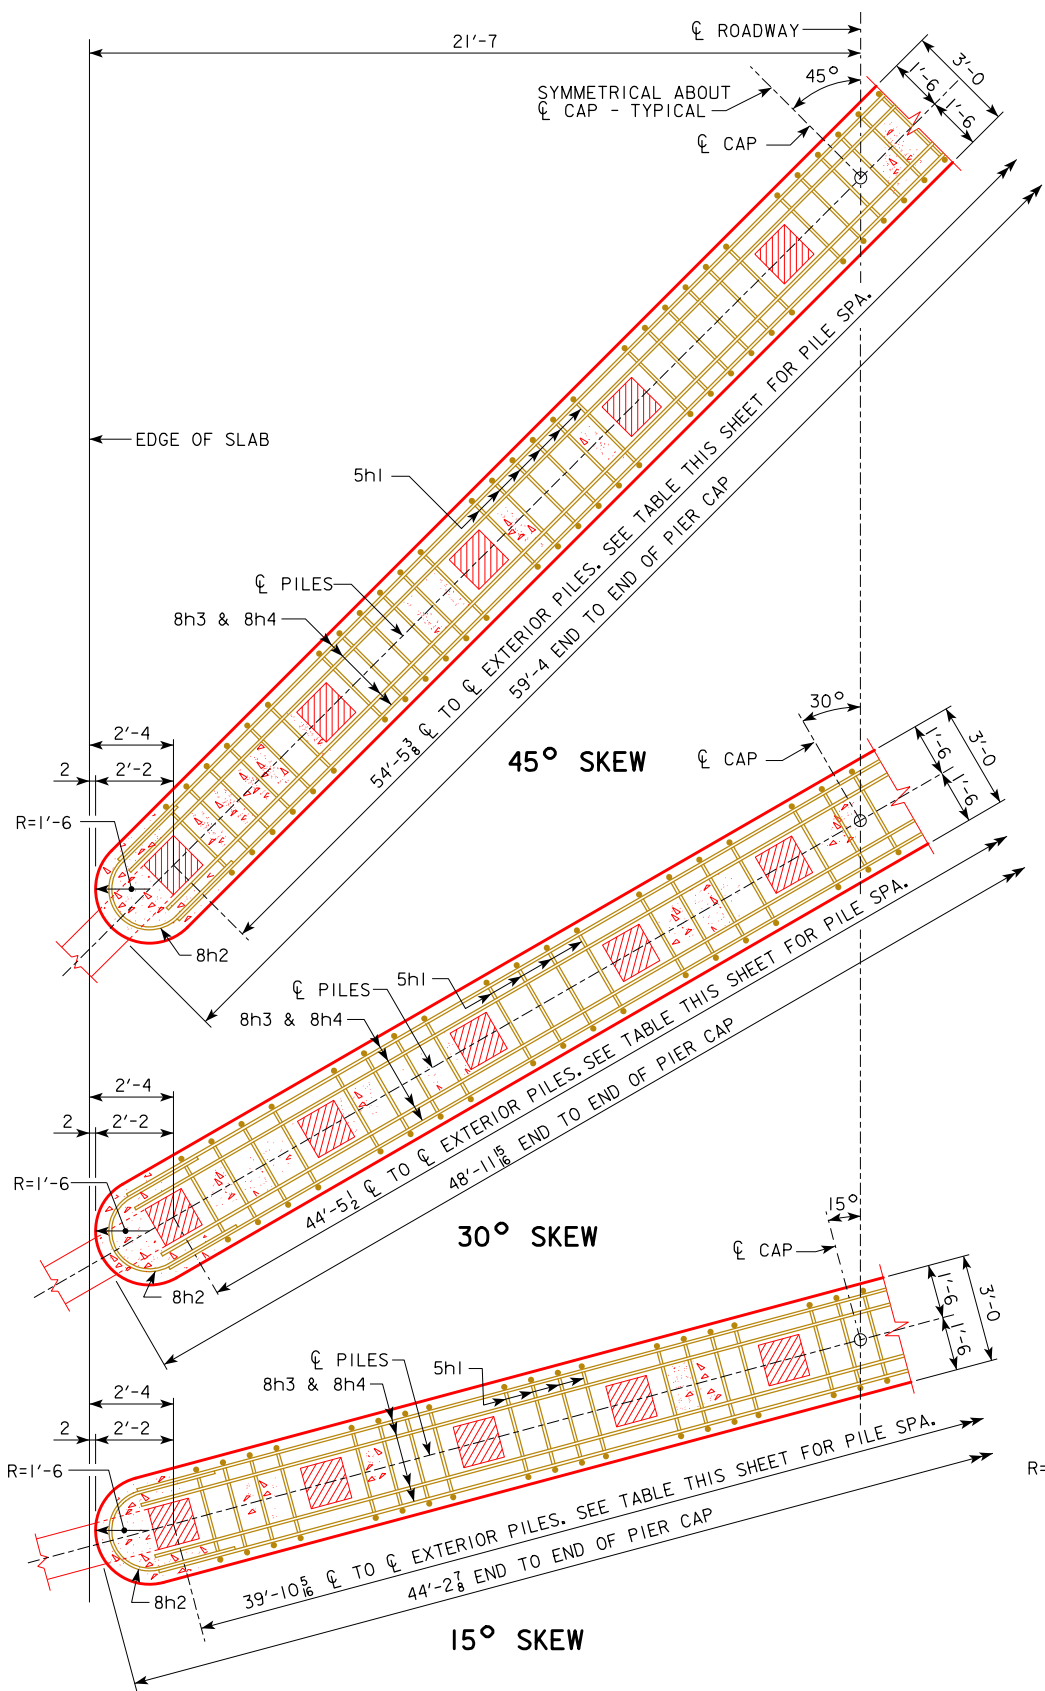 ℄ ROADWAY
21'-7
45°
3'-0
1'-6
1'-6
SYMMETRICAL ABOUT
℄ CAP - TYPICAL
℄ CAP
EDGE OF SLAB
5h1
℄ PILES
8h3 & 8h4
54'-5 3/8 ℄ TO ℄ EXTERIOR PILES. SEE TABLE THIS SHEET FOR PILE SPA.
59'-4 END TO END OF PIER CAP
2'-4
2
2'-2
R=1'-6
8h2
45° SKEW
30°
℄ CAP
3'-0
1'-6
1'-6
5h1
℄ PILES
8h3 & 8h4
44'-5 1/2 ℄ TO ℄ EXTERIOR PILES. SEE TABLE THIS SHEET FOR PILE SPA.
48'-11 15/16 END TO END OF PIER CAP
2'-4
2
2'-2
R=1'-6
8h2
30° SKEW
15°
℄ CAP
3'-0
1'-6
1'-6
℄ PILES
5h1
8h3 & 8h4
2'-4
2
2'-2
R=1'-6
R=
39'-10 5/16 ℄ TO ℄ EXTERIOR PILES. SEE TABLE THIS SHEET FOR PILE SPA.
44'-2 7/8 END TO END OF PIER CAP
8h2
15° SKEW